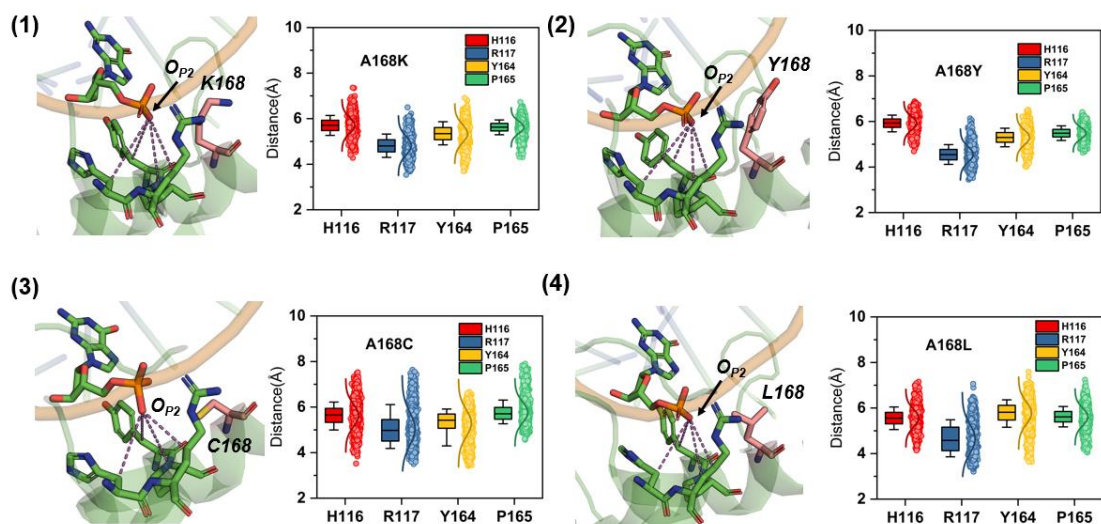 (1)
O_P2
K168
Distance(Å)
10
8
6
4
2
A168K
H116
R117
Y164
P165
H116 R117 Y164 P165
(2)
O_P2
Y168
Distance(Å)
10
8
6
4
2
A168Y
H116
R117
Y164
P165
H116 R117 Y164 P165
(3)
O_P2
C168
Distance(Å)
10
8
6
4
2
A168C
H116
R117
Y164
P165
H116 R117 Y164 P165
(4)
O_P2
L168
Distance(Å)
10
8
6
4
2
A168L
H116
R117
Y164
P165
H116 R117 Y164 P165